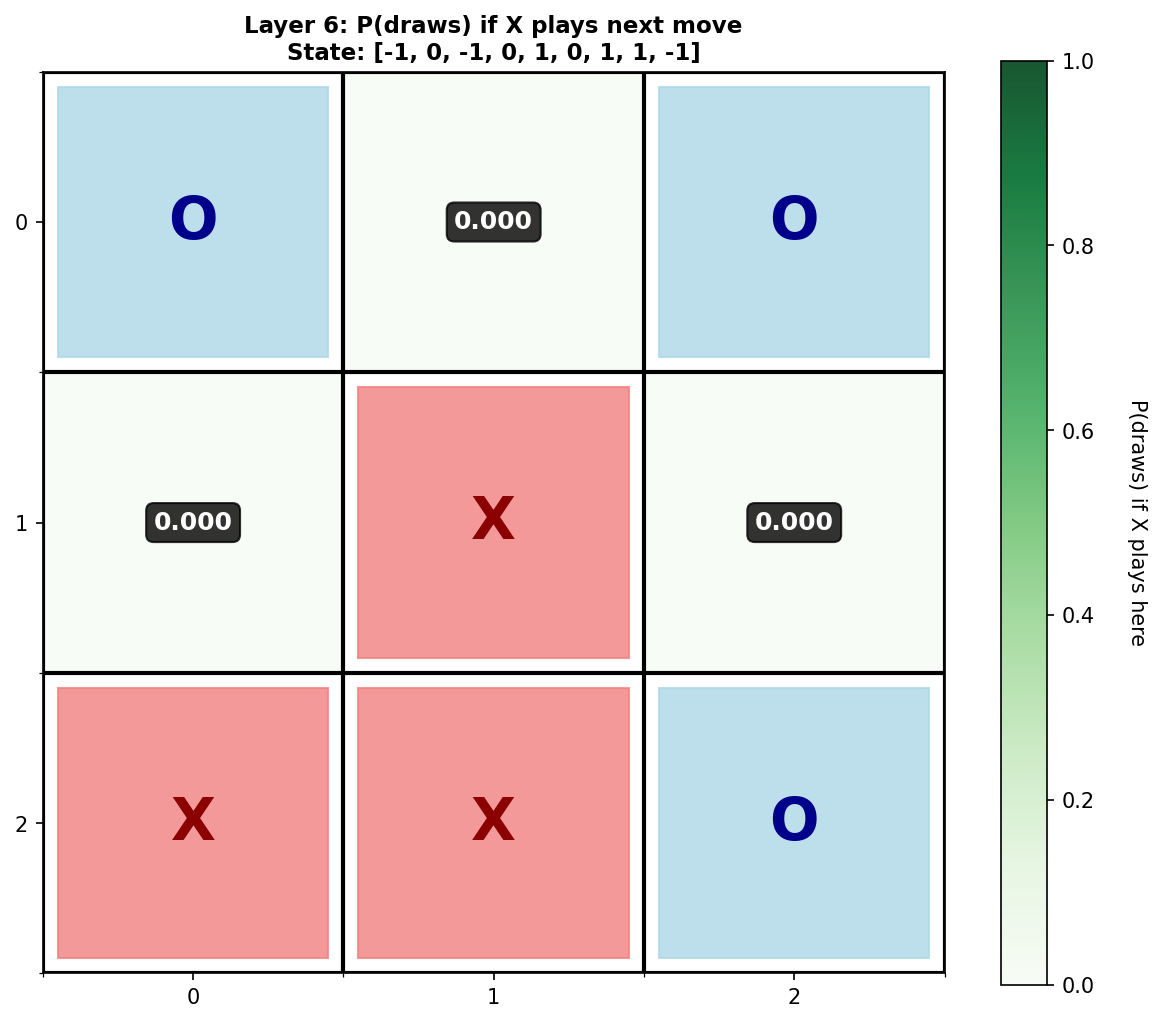 Layer 6: P(draws) if X plays next move
State: [-1, 0, -1, 0, 1, 0, 1, 1, -1]
O
0.000
O
0.000
X
0.000
X
X
O
0
1
2
0
1
2
1.0
0.8
0.6
0.4
0.2
0.0
P(draws) if X plays here